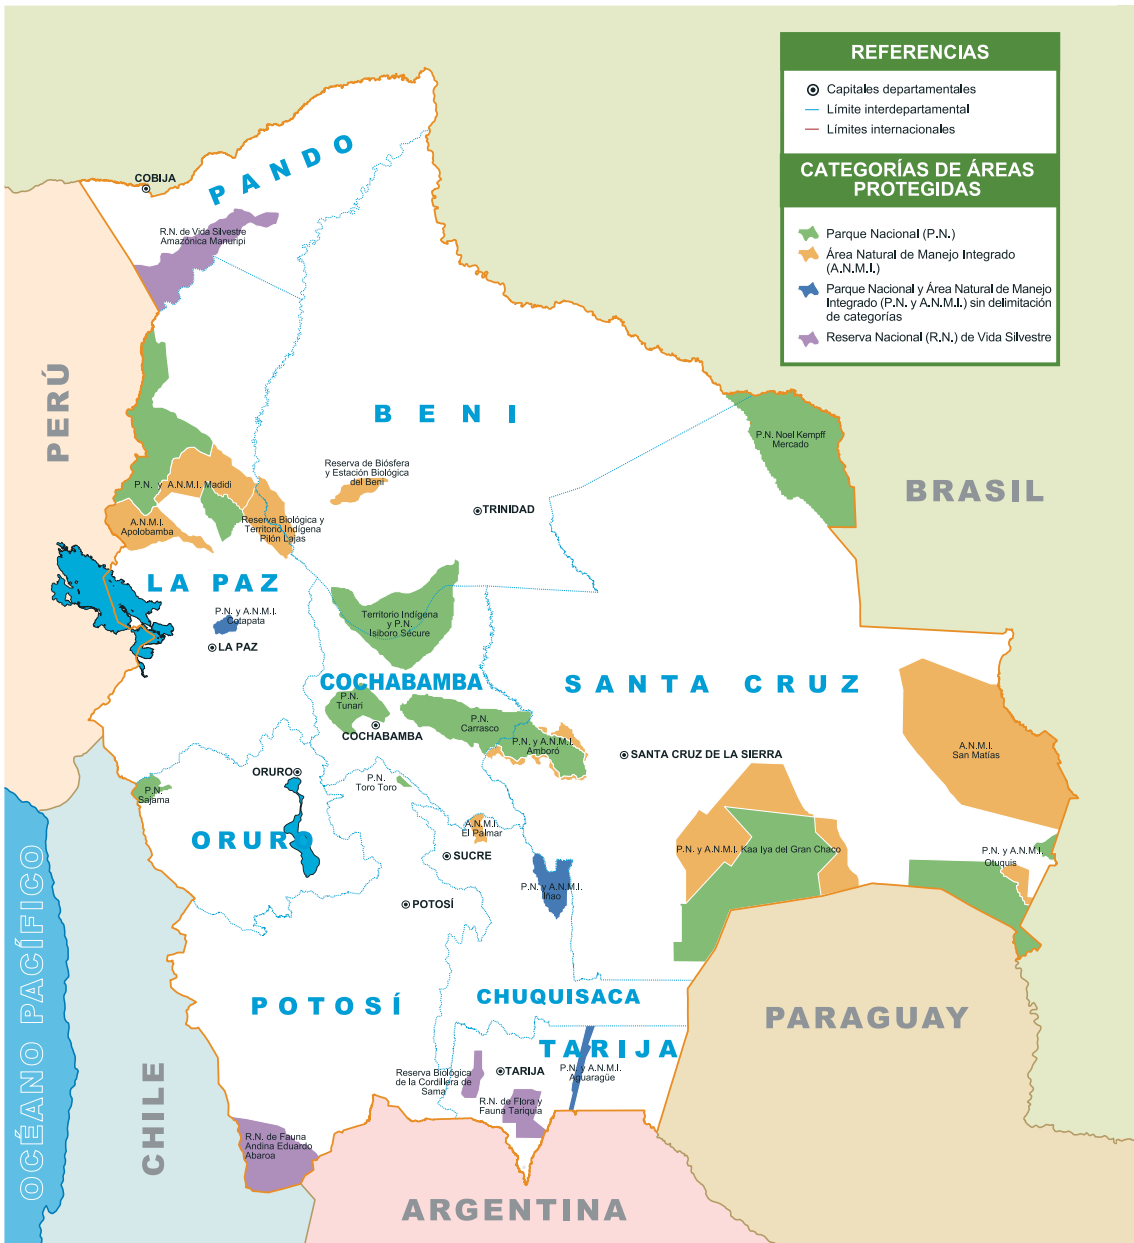 REFERENCIAS
Capitales departamentales
Límite interdepartamental
Límites internacionales
CATEGORÍAS DE ÁREAS
PROTEGIDAS
Parque Nacional (P.N.)
Área Natural de Manejo Integrado
(A.N.M.I.)
Parque Nacional y Área Natural de Manejo
Integrado (P.N. y A.N.M.I.) sin delimitación
de categorías
Reserva Nacional (R.N.) de Vida Silvestre
PANDO
COBIJA
R.N. de Vida Silvestre
Amazónica Manuripi
PERÚ
BENI
P.N. Noel Kempff
Mercado
BRASIL
Reserva de Biósfera
y Estación Biológica
del Beni
P.N. y A.N.M.I. Madidi
TRINIDAD
A.N.M.I.
Apolobamba
Reserva Biológica y
Territorio Indígena
Pilón Lajas
LA PAZ
P.N. y A.N.M.I.
Cotapata
LA PAZ
Territorio Indígena
y P.N.
Isiboro Sécure
COCHABAMBA
SANTA CRUZ
P.N.
Tunari
COCHABAMBA
P.N.
Carrasco
P.N. y A.N.M.I.
Amboró
SANTA CRUZ DE LA SIERRA
A.N.M.I.
San Matías
ORURO
P.N.
Toro Toro
P.N.
Sajama
ORURO
A.N.M.I.
El Palmar
SUCRE
P.N. y A.N.M.I. Kaa Iya del Gran Chaco
P.N. y A.N.M.I.
Otuquis
P.N. y A.N.M.I.
Iñao
POTOSÍ
OCÉANO PACÍFICO
POTOSÍ
CHUQUISACA
PARAGUAY
TARIJA
CHILE
Reserva Biológica
de la Cordillera de
Sama
TARIJA
P.N. y A.N.M.I.
Aguaragüe
R.N. de Flora y
Fauna Tariquia
R.N. de Fauna
Andina Eduardo
Abaroa
ARGENTINA